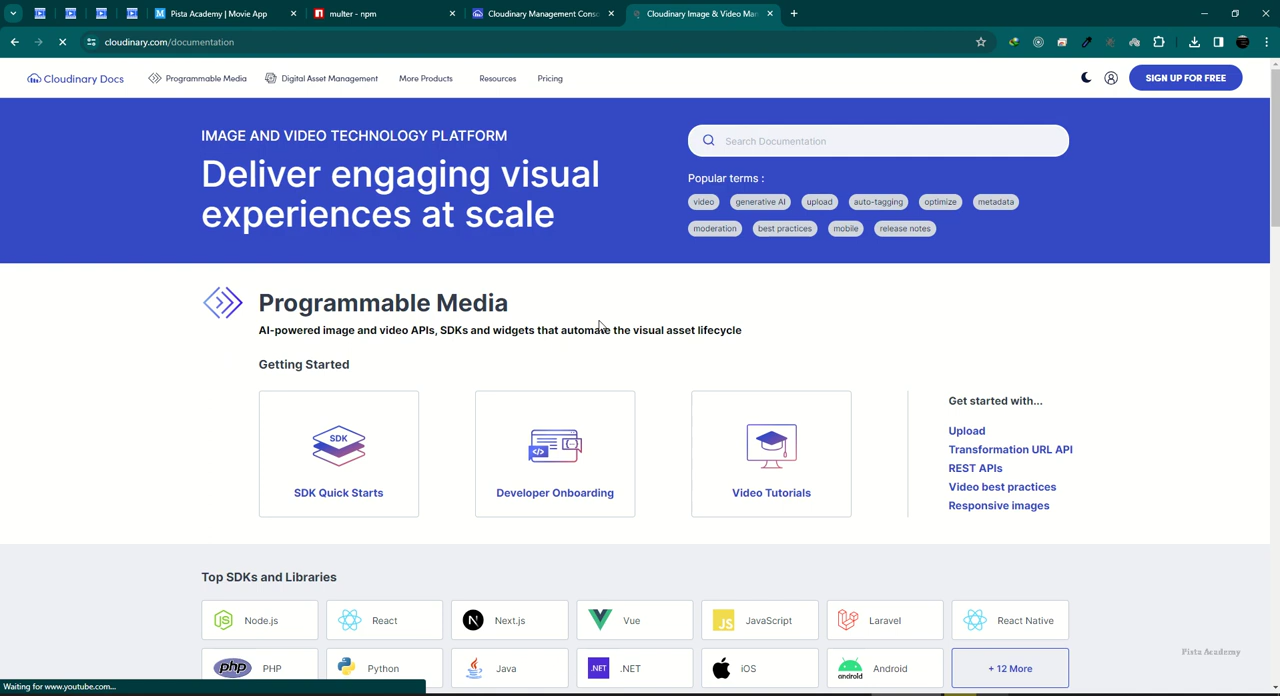 Pista Academy | Movie App
multer - npm
Cloudinary Management Conso
Cloudinary Image & Video Man
cloudinary.com/documentation
Cloudinary Docs
Programmable Media
Digital Asset Management
More Products
Resources
Pricing
SIGN UP FOR FREE
IMAGE AND VIDEO TECHNOLOGY PLATFORM
Deliver engaging visual
experiences at scale
Search Documentation
Popular terms :
video
generative AI
upload
auto-tagging
optimize
metadata
moderation
best practices
mobile
release notes
Programmable Media
AI-powered image and video APIs, SDKs and widgets that automate the visual asset lifecycle
Getting Started
SDK
SDK Quick Starts
Developer Onboarding
Video Tutorials
Get started with...
Upload
Transformation URL API
REST APIs
Video best practices
Responsive images
Top SDKs and Libraries
Node.js
React
Next.js
Vue
JS
JavaScript
Laravel
React Native
php
PHP
Python
Java
.NET
.NET
iOS
android
Android
+ 12 More
Pista Academy
Waiting for www.youtube.com...